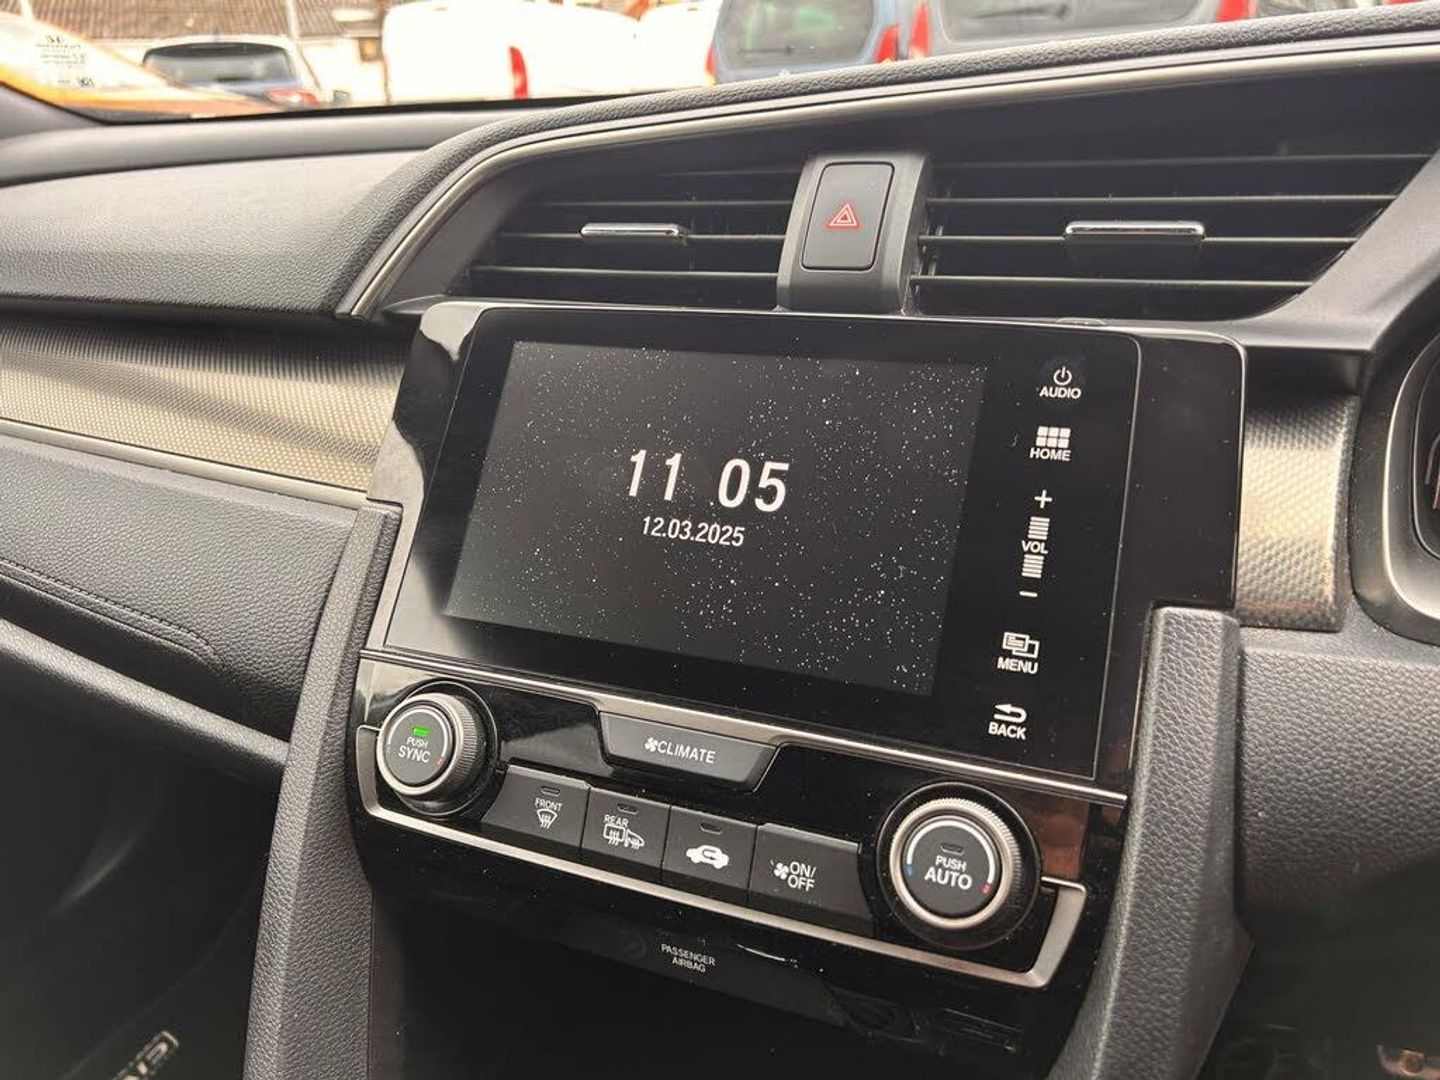 AUDIO
HOME
11 05
12.03.2025
+
VOL
−
MENU
BACK
CLIMATE
PUSH
SYNC
FRONT
REAR
ON/
OFF
PUSH
AUTO
PASSENGER
AIRBAG